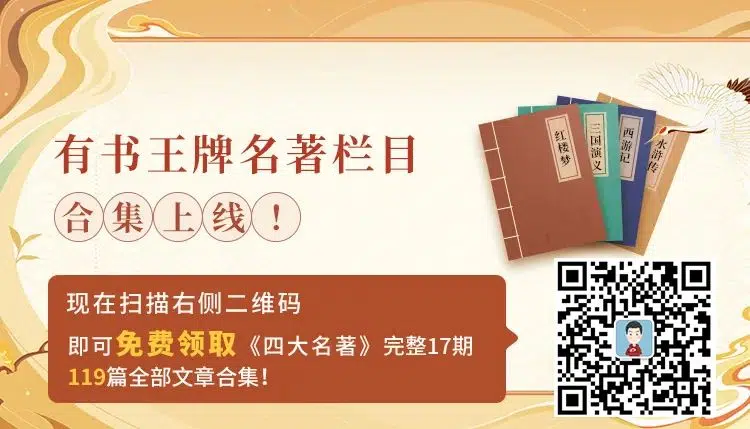 有书王牌名著栏目
合集上线！
红楼梦
三国演义
西游记
水浒传
现在扫描右侧二维码
即可免费领取《四大名著》完整17期
119篇全部文章合集！